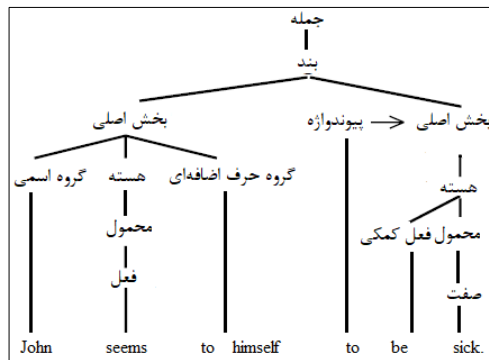 جمله
بند
بخش اصلی پیوندواژه → بخش اصلی
گروه اسمی هسته گروه حرف اضافه‌ای
هسته
محمول
محمول فعل کمکی
فعل
صفت
John seems to himself to be sick.